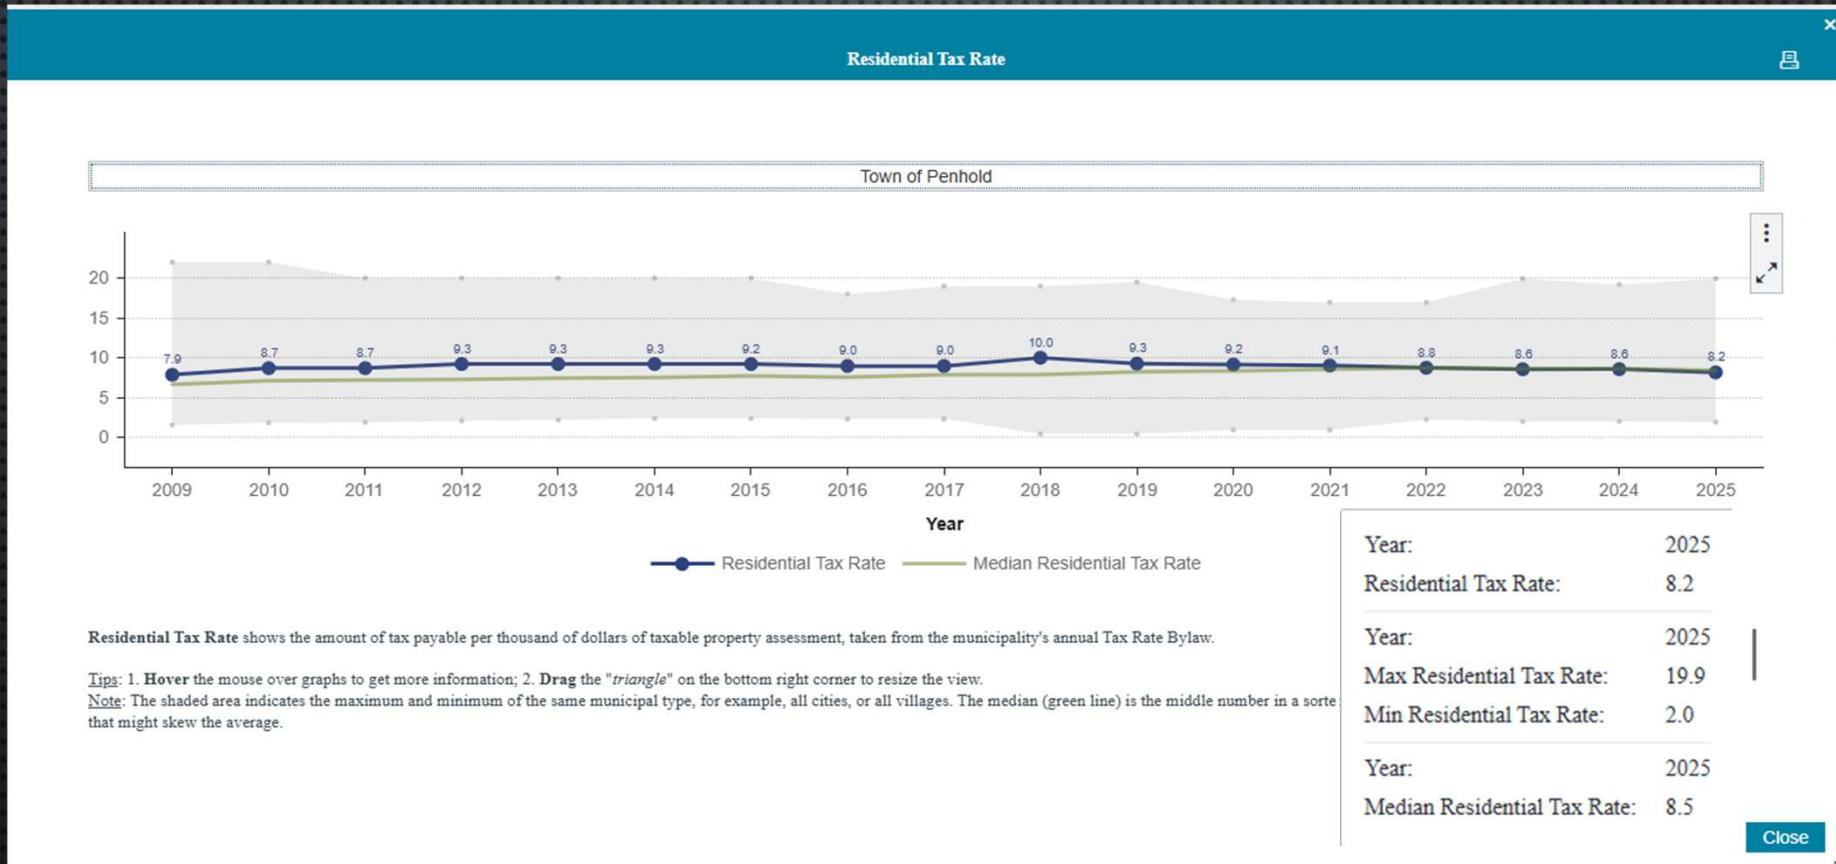 Residential Tax Rate
Town of Penhold
20
15
10
5
0
7.9 8.7 8.7 9.3 9.3 9.3 9.2 9.0 9.0 10.0 9.3 9.2 9.1 8.8 8.6 8.6 8.2
2009 2010 2011 2012 2013 2014 2015 2016 2017 2018 2019 2020 2021 2022 2023 2024 2025
Year
Residential Tax Rate Median Residential Tax Rate
Residential Tax Rate shows the amount of tax payable per thousand of dollars of taxable property assessment, taken from the municipality's annual Tax Rate Bylaw.
Tips: 1. Hover the mouse over graphs to get more information; 2. Drag the "triangle" on the bottom right corner to resize the view.
Note: The shaded area indicates the maximum and minimum of the same municipal type, for example, all cities, or all villages. The median (green line) is the middle number in a sorte
that might skew the average.
Year: 2025
Residential Tax Rate: 8.2
Year: 2025
Max Residential Tax Rate: 19.9
Min Residential Tax Rate: 2.0
Year: 2025
Median Residential Tax Rate: 8.5
Close